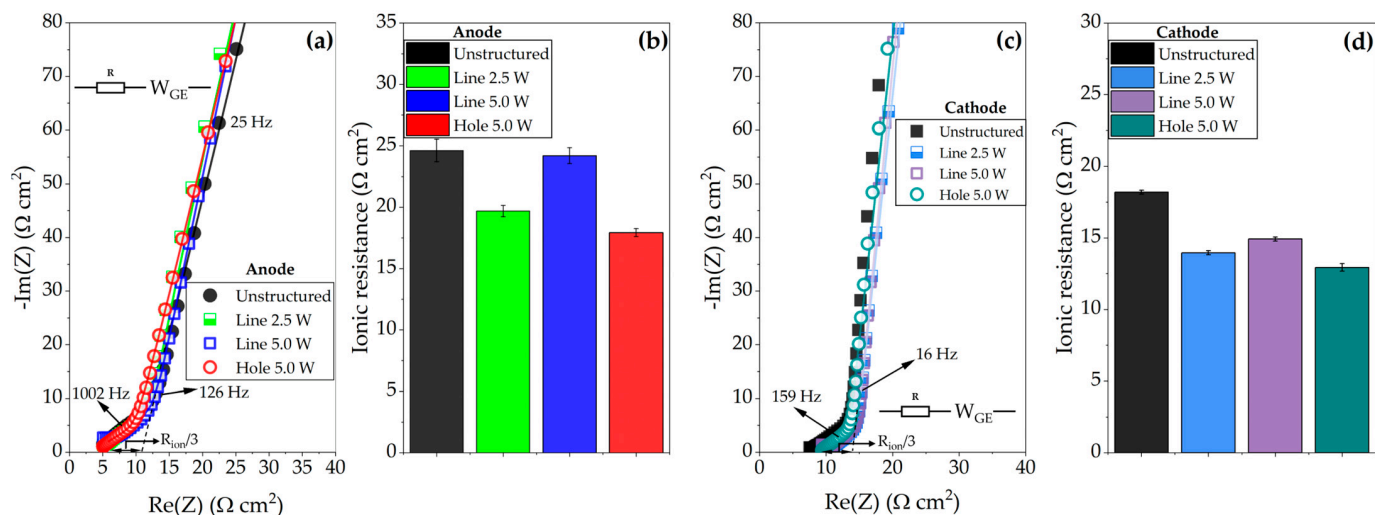 (a)
R
W_GE
25 Hz
1002 Hz
126 Hz
R_ion/3
Anode
Unstructured
Line 2.5 W
Line 5.0 W
Hole 5.0 W
-Im(Z) (Ω cm²)
80
70
60
50
40
30
20
10
0
0 5 10 15 20 25 30 35 40
Re(Z) (Ω cm²)
(b)
Anode
Unstructured
Line 2.5 W
Line 5.0 W
Hole 5.0 W
Ionic resistance (Ω cm²)
35
30
25
20
15
10
5
0
(c)
Cathode
Unstructured
Line 2.5 W
Line 5.0 W
Hole 5.0 W
16 Hz
159 Hz
R
W_GE
R_ion/3
-Im(Z) (Ω cm²)
80
70
60
50
40
30
20
10
0
0 10 20 30 40
Re(Z) (Ω cm²)
(d)
Cathode
Unstructured
Line 2.5 W
Line 5.0 W
Hole 5.0 W
Ionic resistance (Ω cm²)
30
25
20
15
10
5
0